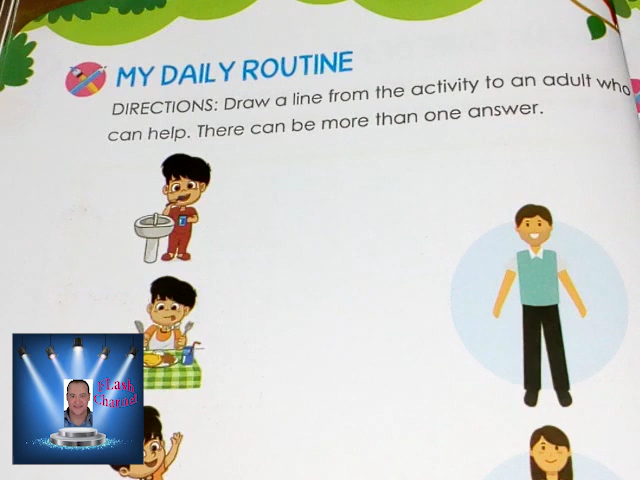 MY DAILY ROUTINE
DIRECTIONS: Draw a line from the activity to an adult who
can help. There can be more than one answer.
Lash
Channel